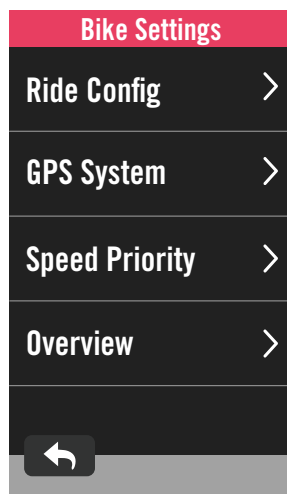 Bike Settings
Ride Config
GPS System
Speed Priority
Overview